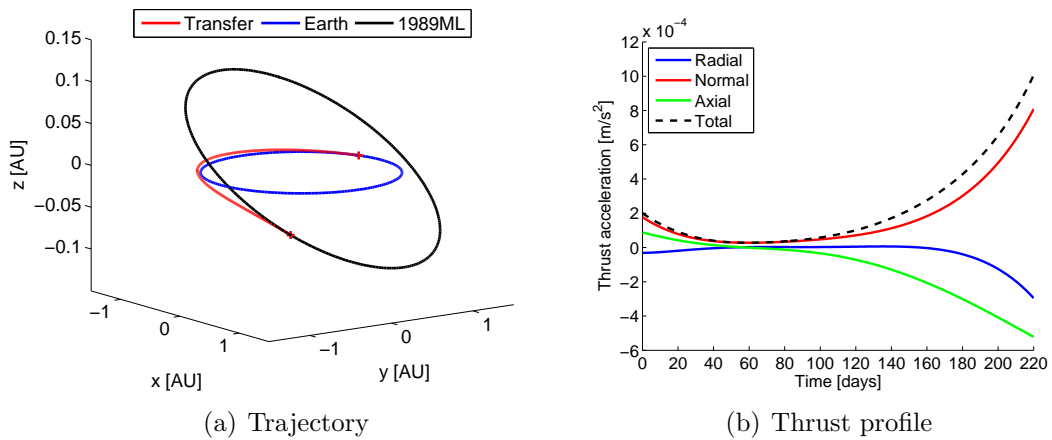 Transfer Earth 1989ML
0.15
0.1
0.05
0
−0.05
−0.1
z [AU]
−1
0
1
x [AU]
−1
0
1
y [AU]
(a) Trajectory
x 10⁻⁴
12
10
8
6
4
2
0
−2
−4
−6
Thrust acceleration [m/s²]
Radial
Normal
Axial
Total
0 20 40 60 80 100 120 140 160 180 200 220
Time [days]
(b) Thrust profile